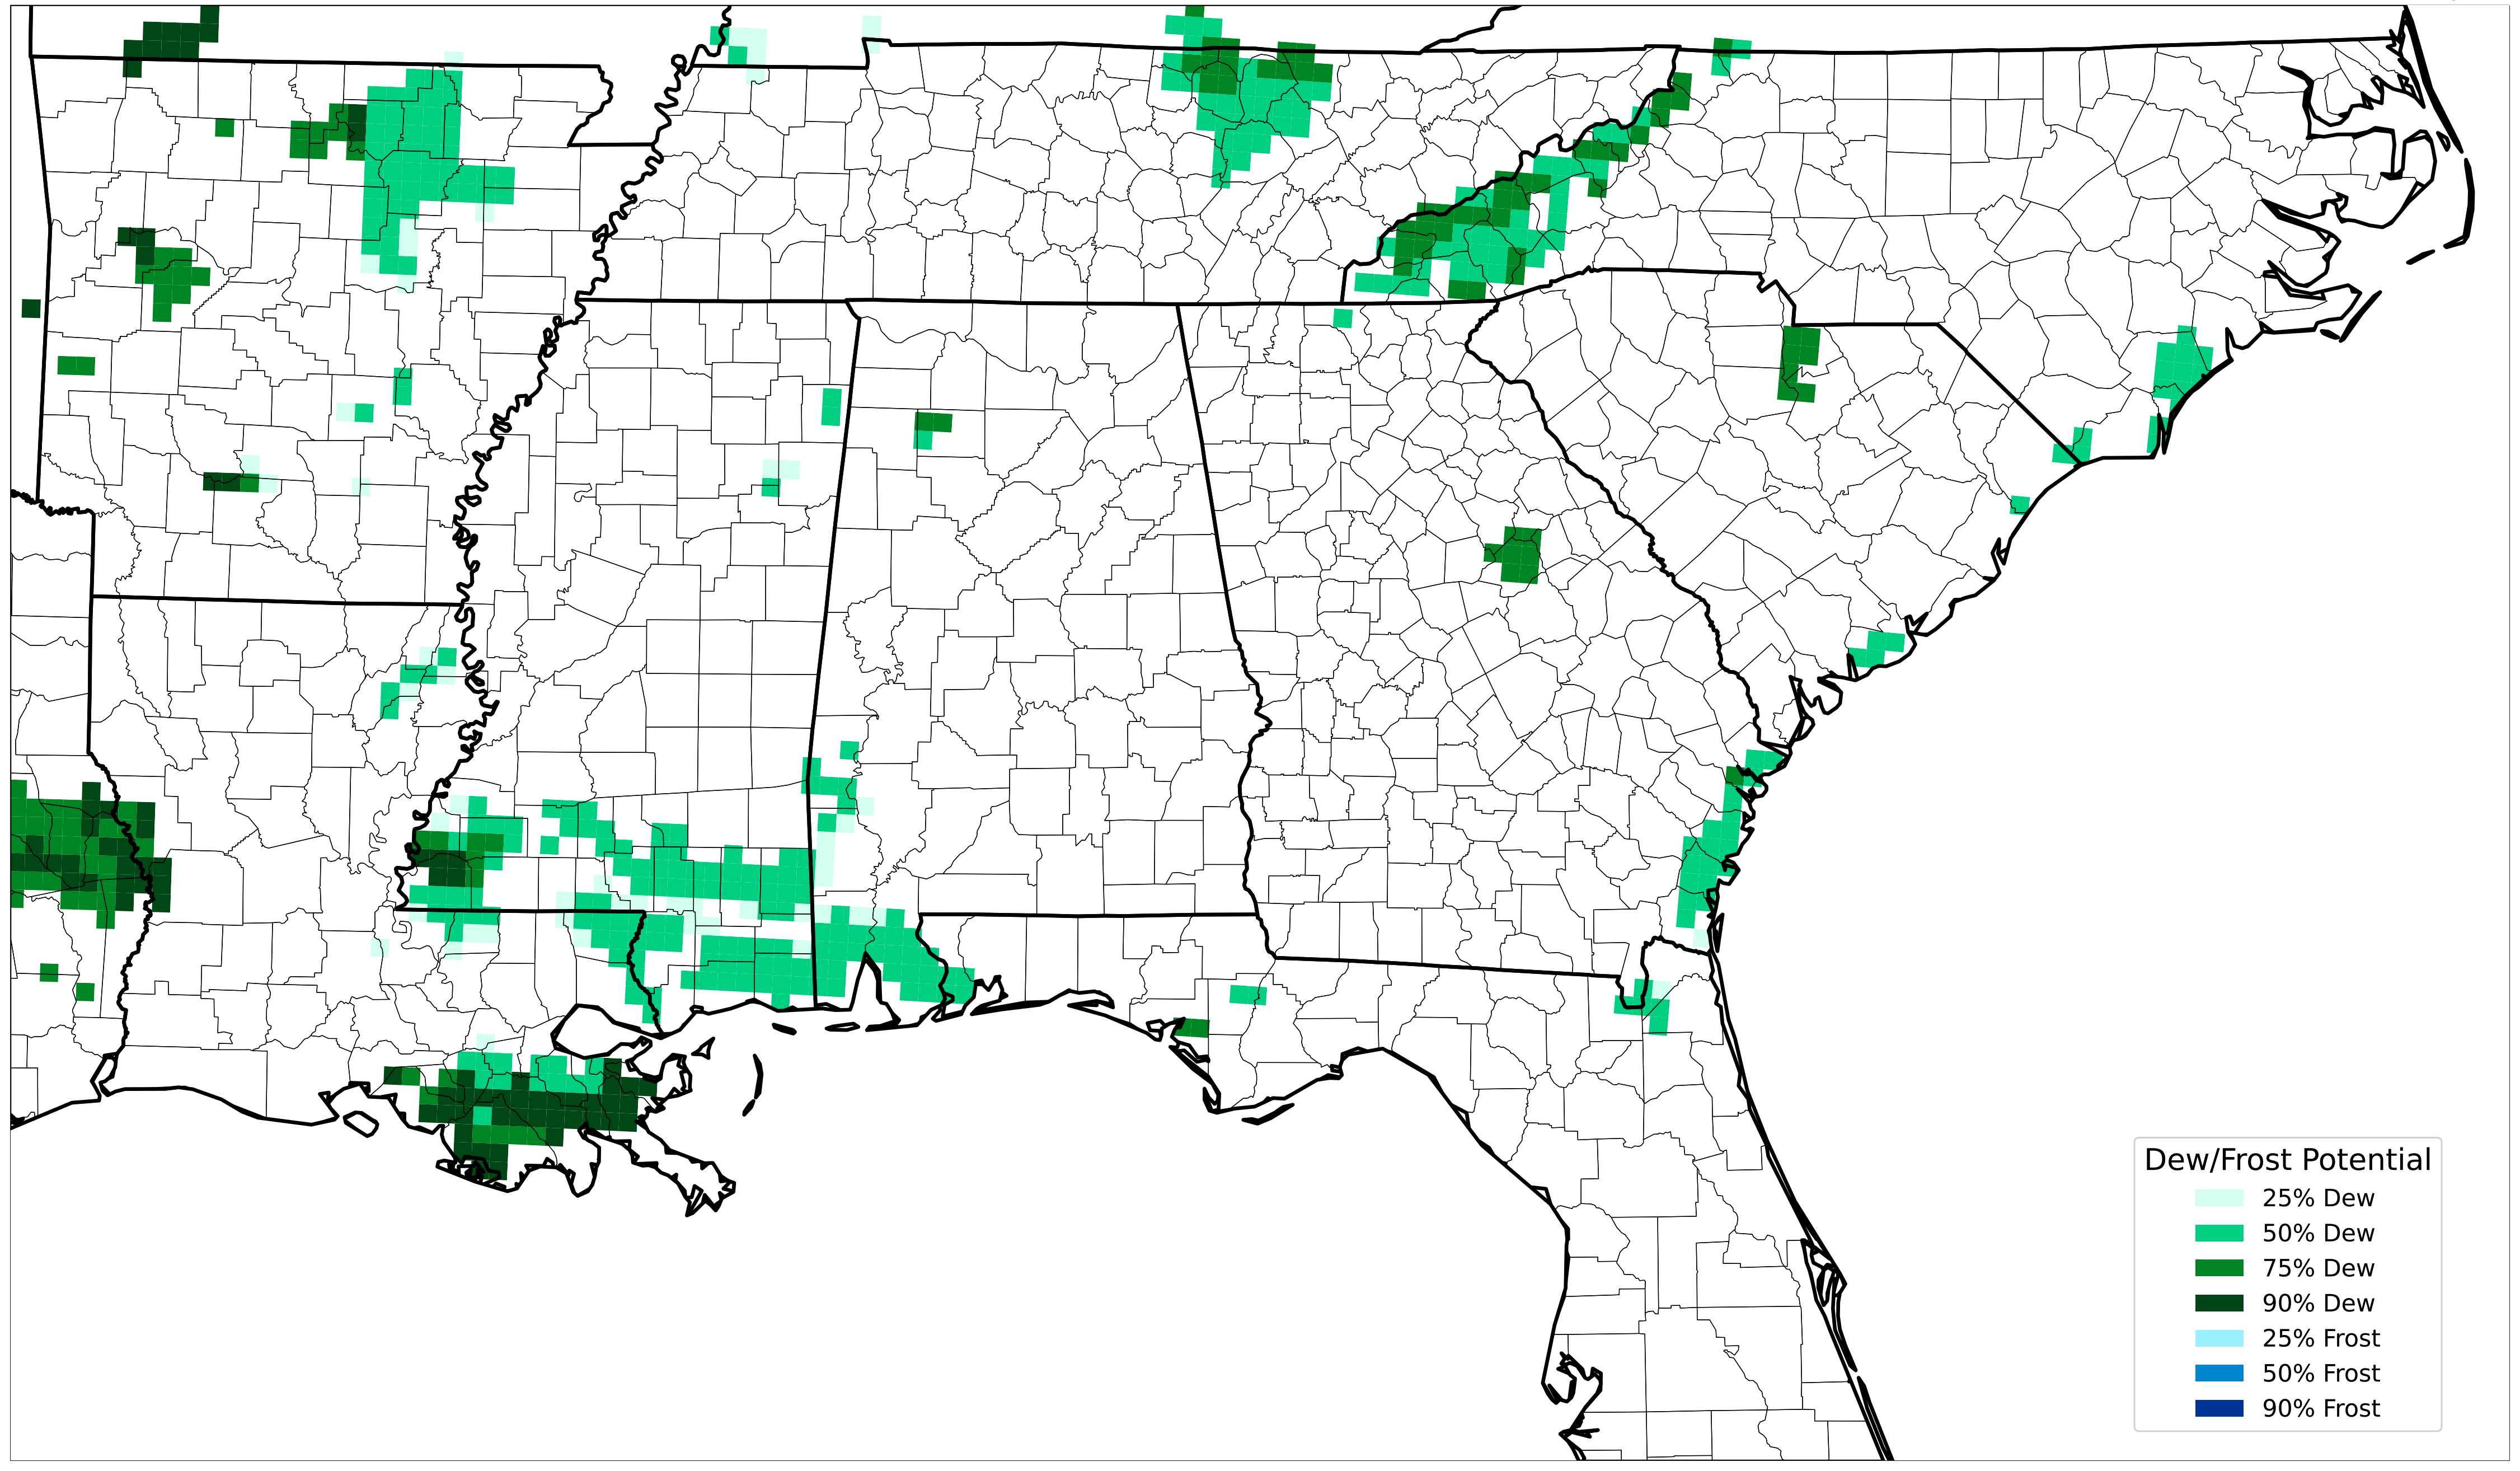 Dew/Frost Potential
25% Dew
50% Dew
75% Dew
90% Dew
25% Frost
50% Frost
90% Frost